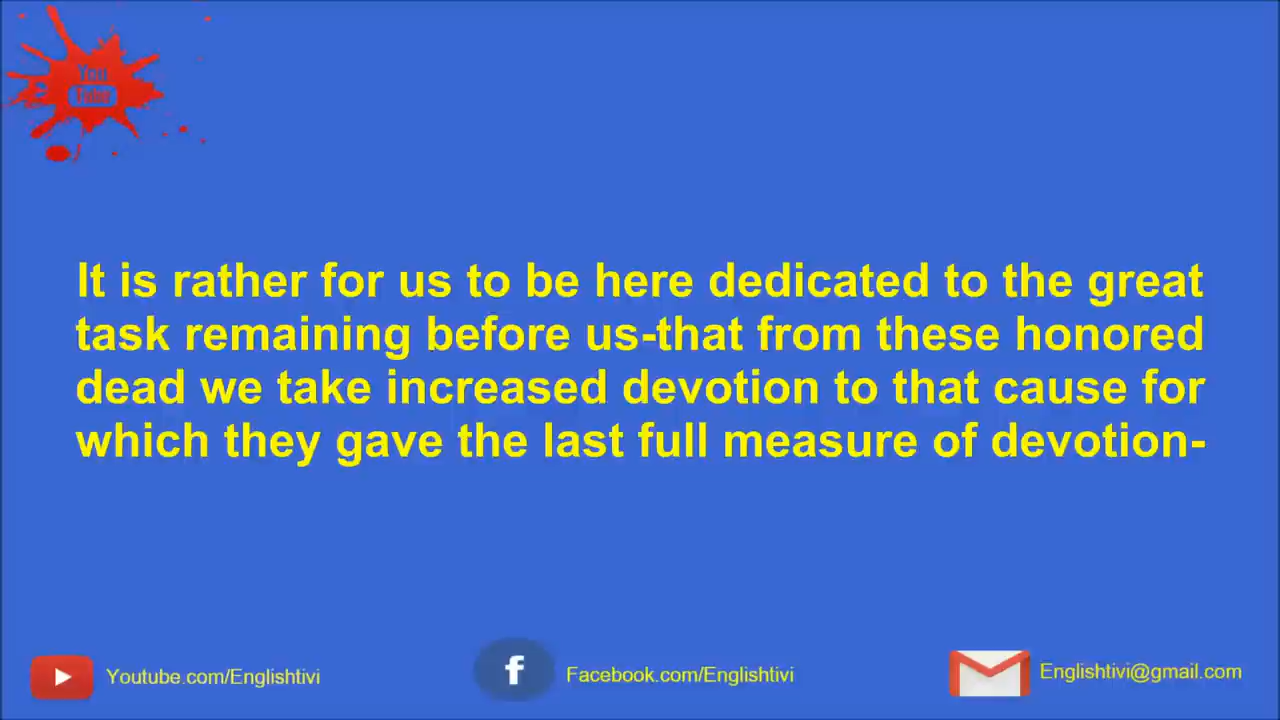 You
Tube
It is rather for us to be here dedicated to the great
task remaining before us-that from these honored
dead we take increased devotion to that cause for
which they gave the last full measure of devotion-
Youtube.com/Englishtivi
f
Facebook.com/Englishtivi
Englishtivi@gmail.com